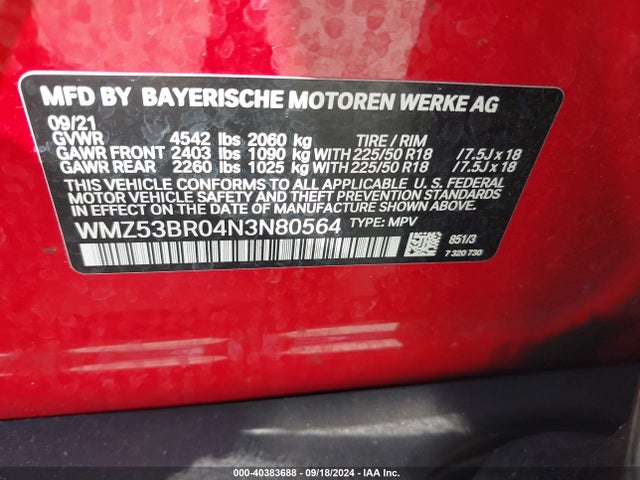 MFD BY BAYERISCHE MOTOREN WERKE AG
09/21
GVWR 4542 lbs 2060 kg TIRE / RIM
GAWR FRONT 2403 lbs 1090 kg WITH 225/50 R18 /7.5J x 18
GAWR REAR 2260 lbs 1025 kg WITH 225/50 R18 /7.5J x 18
THIS VEHICLE CONFORMS TO ALL APPLICABLE U. S. FEDERAL
MOTOR VEHICLE SAFETY AND THEFT PREVENTION STANDARDS
IN EFFECT ON THE DATE OF MANUFACTURE SHOWN ABOVE.
WMZ53BR04N3N80564 TYPE: MPV
851/3
7 320 730
000-40383688 - 09/18/2024 - IAA Inc.